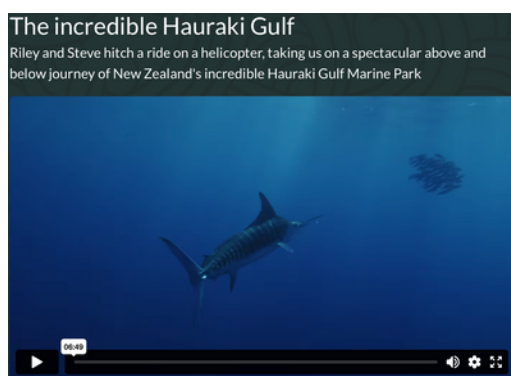 The incredible Hauraki Gulf
Riley and Steve hitch a ride on a helicopter, taking us on a spectacular above and
below journey of New Zealand's incredible Hauraki Gulf Marine Park
06:49